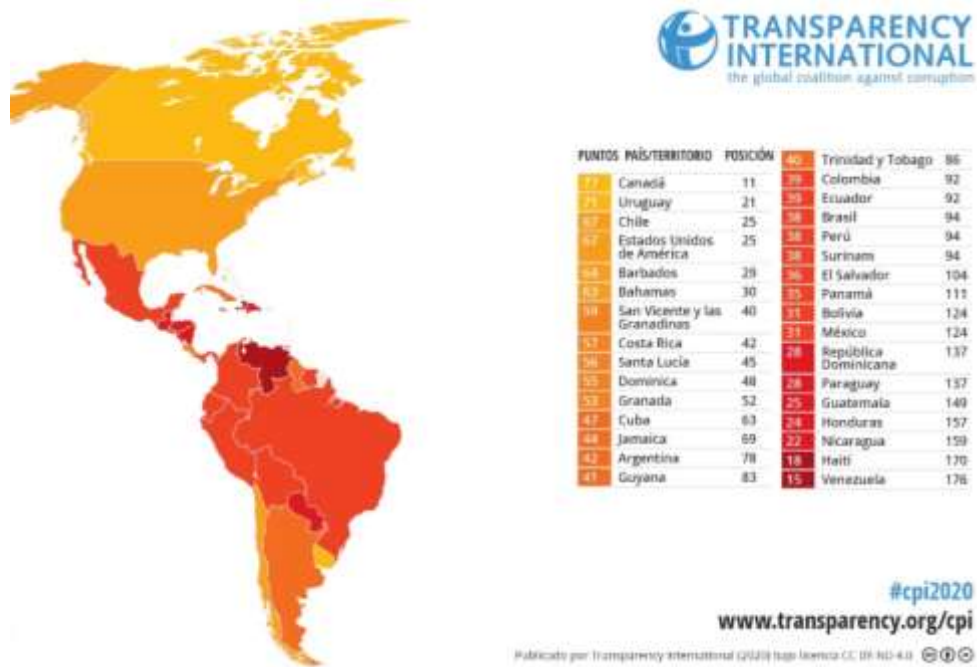 TRANSPARENCY
INTERNATIONAL
the global coalition against corruption
PUNTOS PAÍS/TERRITORIO POSICIÓN
77 Canadá 11
71 Uruguay 21
67 Chile 25
67 Estados Unidos
de América 25
64 Barbados 29
63 Bahamas 30
59 San Vicente y las
Granadinas 40
57 Costa Rica 42
56 Santa Lucía 45
55 Dominica 48
53 Granada 52
47 Cuba 63
44 Jamaica 69
42 Argentina 78
41 Guyana 83
40 Trinidad y Tobago 86
39 Colombia 92
39 Ecuador 92
38 Brasil 94
38 Perú 94
38 Surinam 94
36 El Salvador 104
35 Panamá 111
31 Bolivia 124
31 México 124
28 República
Dominicana 137
28 Paraguay 137
25 Guatemala 149
24 Honduras 157
22 Nicaragua 159
18 Haití 170
15 Venezuela 176
#cpi2020
www.transparency.org/cpi
Publicado por Transparency International (2020) bajo licencia CC BY-ND 4.0